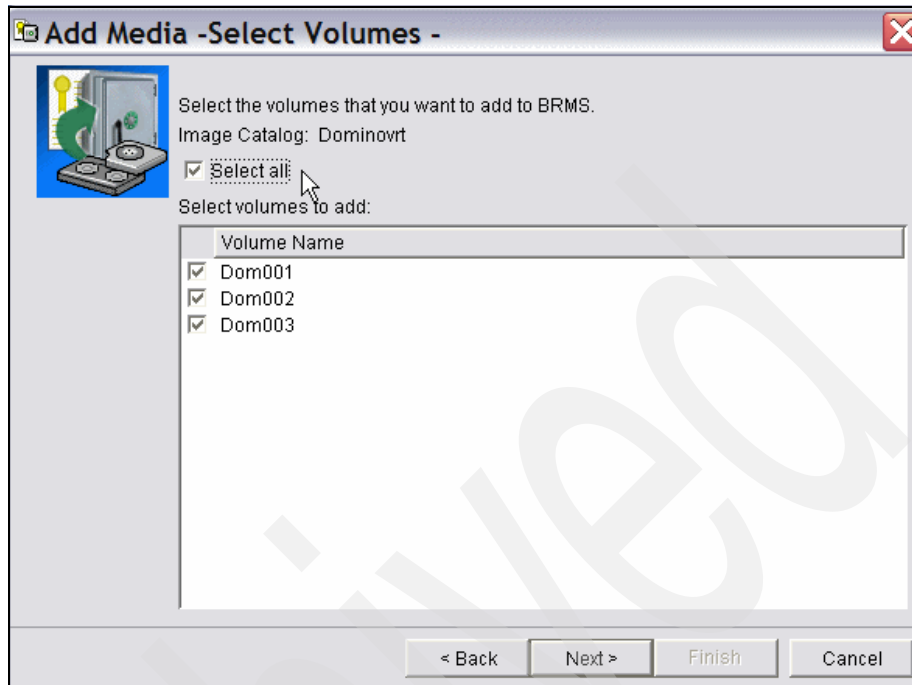 Add Media -Select Volumes -
Select the volumes that you want to add to BRMS.
Image Catalog: Dominovrt
Select all
Select volumes to add:
Volume Name
Dom001
Dom002
Dom003
< Back Next > Finish Cancel